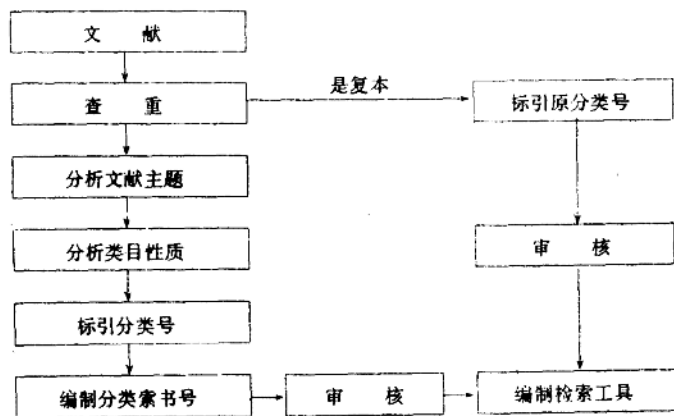 文 献
查 重
是复本
标引原分类号
分析文献主题
分析类目性质
审 核
标引分类号
编制分类索书号
审 核
编制检索工具